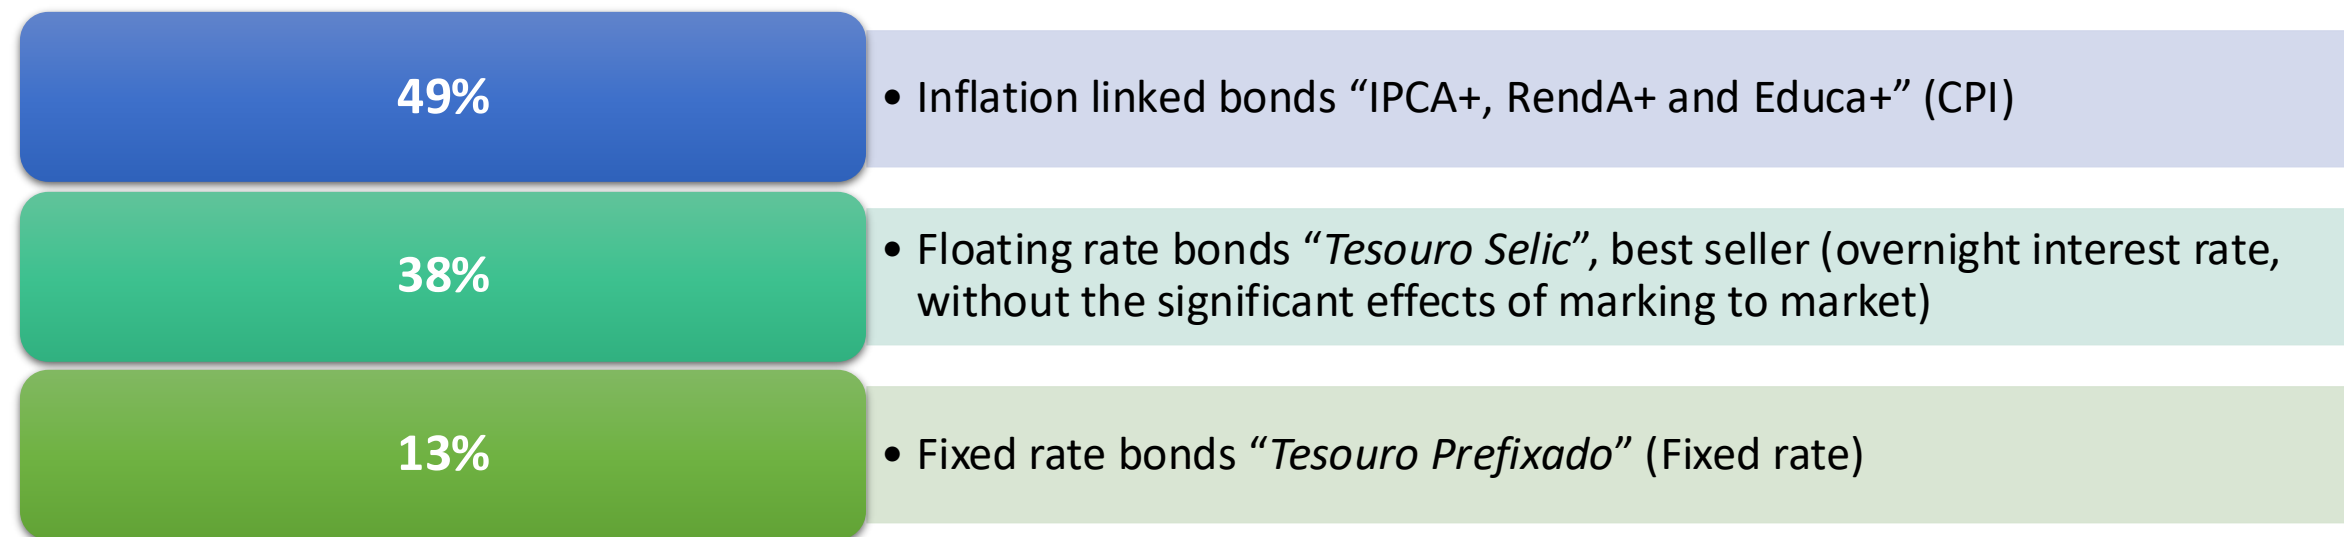 49%
• Inflation linked bonds “IPCA+, RendA+ and Educa+” (CPI)
38%
• Floating rate bonds “Tesouro Selic”, best seller (overnight interest rate,
without the significant effects of marking to market)
13%
• Fixed rate bonds “Tesouro Prefixado” (Fixed rate)